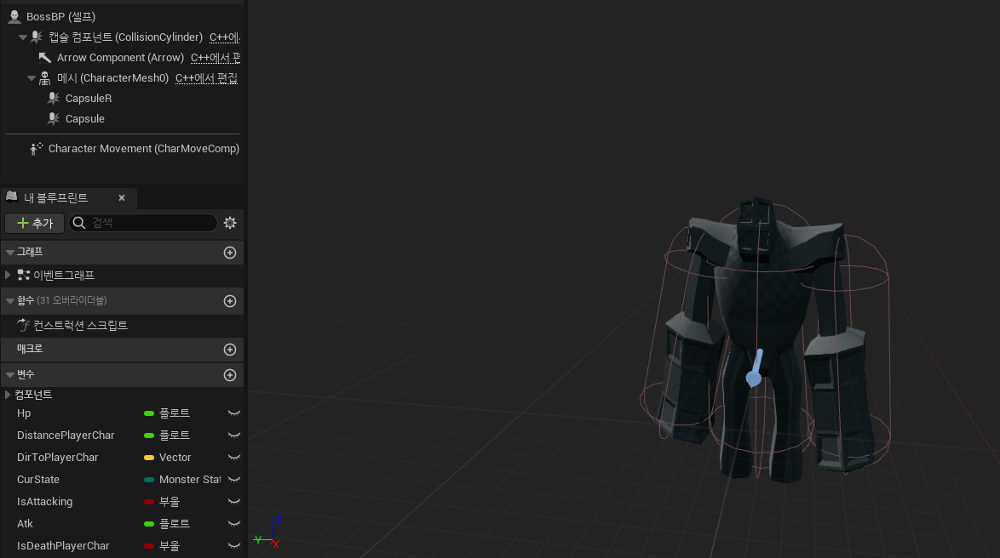 BossBP (셀프)
캡슐 컴포넌트 (CollisionCylinder) C++에서
Arrow Component (Arrow) C++에서 편
메시 (CharacterMesh0) C++에서 편집
CapsuleR
Capsule
Character Movement (CharMoveComp)
내 블루프린트
추가 검색
그래프
이벤트그래프
함수 (31 오버라이더블)
컨스트럭션 스크립트
매크로
변수
컴포넌트
Hp 플로트
DistancePlayerChar 플로트
DirToPlayerChar Vector
CurState Monster Stat
IsAttacking 부울
Atk 플로트
IsDeathPlayerChar 부울
Z
Y
X